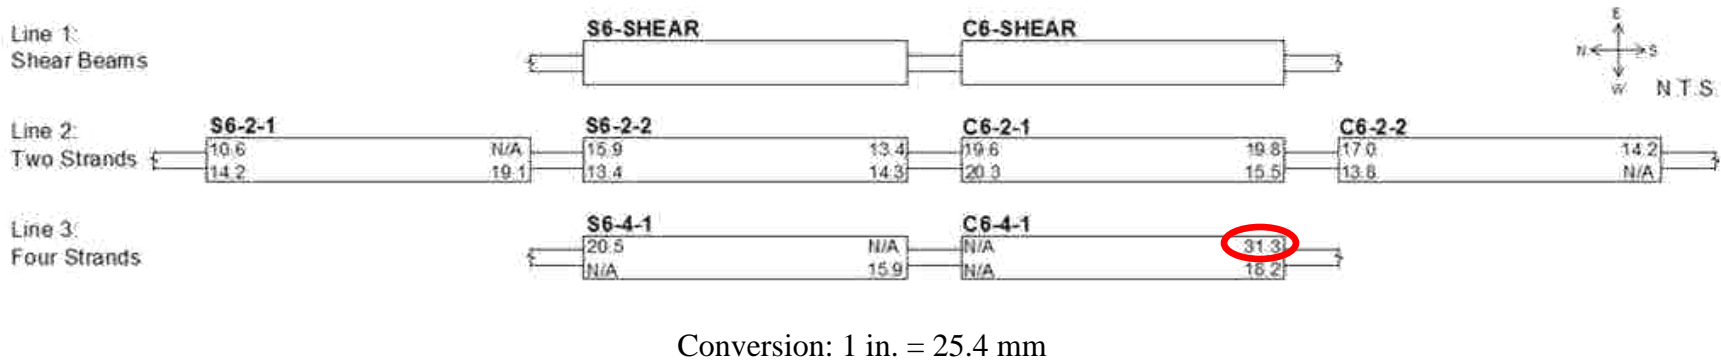 Line 1:
Shear Beams
S6-SHEAR
C6-SHEAR
E
N
S
W
N.T.S.
Line 2:
Two Strands
S6-2-1
10.6 N/A
14.2 19.1
S6-2-2
15.9 13.4
13.4 14.3
C6-2-1
19.6 19.8
20.3 15.5
C6-2-2
17.0 14.2
13.8 N/A
Line 3:
Four Strands
S6-4-1
20.5 N/A
N/A 15.9
C6-4-1
N/A 31.3
N/A 18.2
Conversion: 1 in. = 25.4 mm